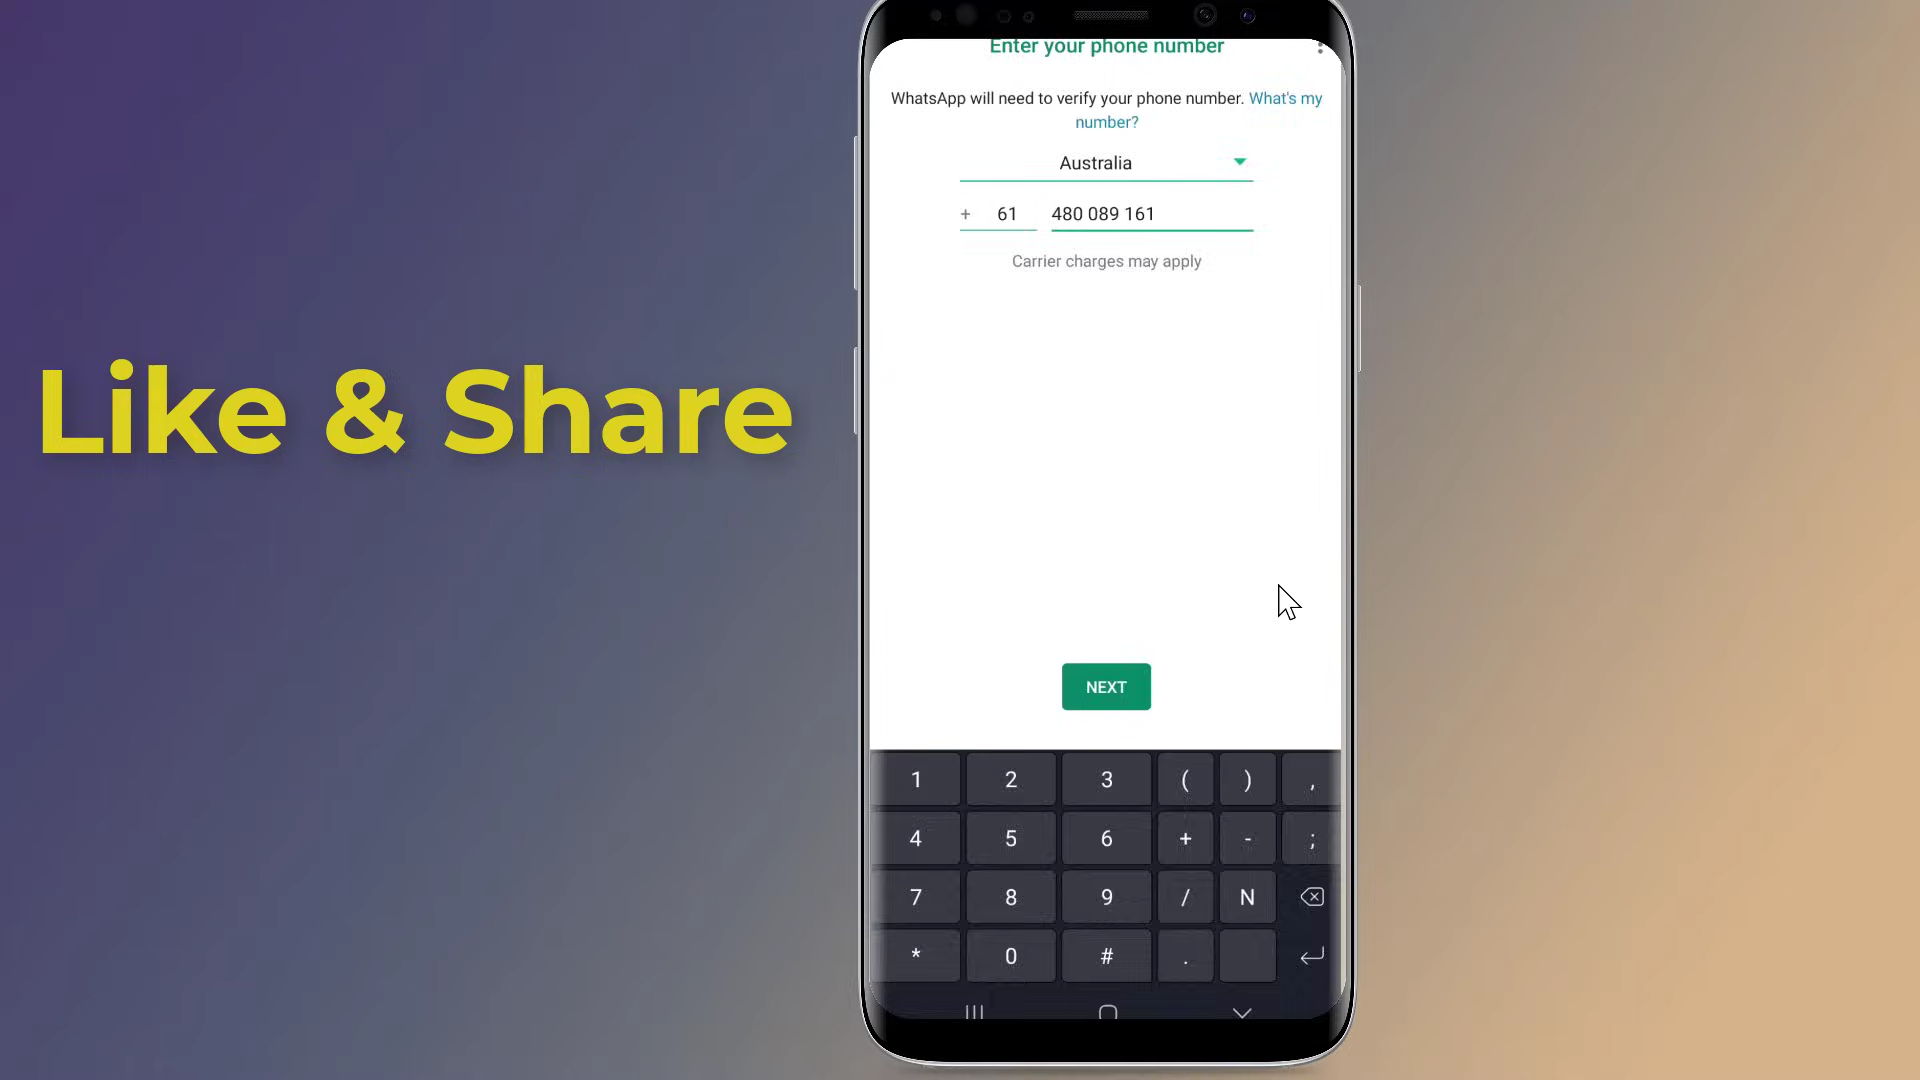 Like & Share
Enter your phone number
WhatsApp will need to verify your phone number. What's my
number?
Australia
+ 61 480 089 161
Carrier charges may apply
NEXT
1 2 3 ( ) ,
4 5 6 + - ;
7 8 9 / N
* 0 # .